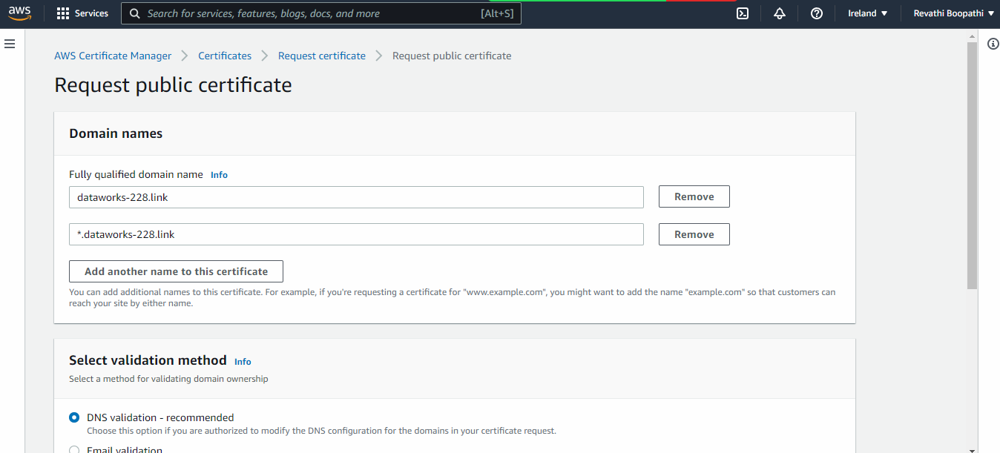 aws
Services
Search for services, features, blogs, docs, and more
[Alt+S]
Ireland ▼
Revathi Boopathi ▼
AWS Certificate Manager > Certificates > Request certificate > Request public certificate
Request public certificate
Domain names
Fully qualified domain name Info
dataworks-228.link
Remove
*.dataworks-228.link
Remove
Add another name to this certificate
You can add additional names to this certificate. For example, if you're requesting a certificate for "www.example.com", you might want to add the name "example.com" so that customers can
reach your site by either name.
Select validation method Info
Select a method for validating domain ownership
DNS validation - recommended
Choose this option if you are authorized to modify the DNS configuration for the domains in your certificate request.
Email validation